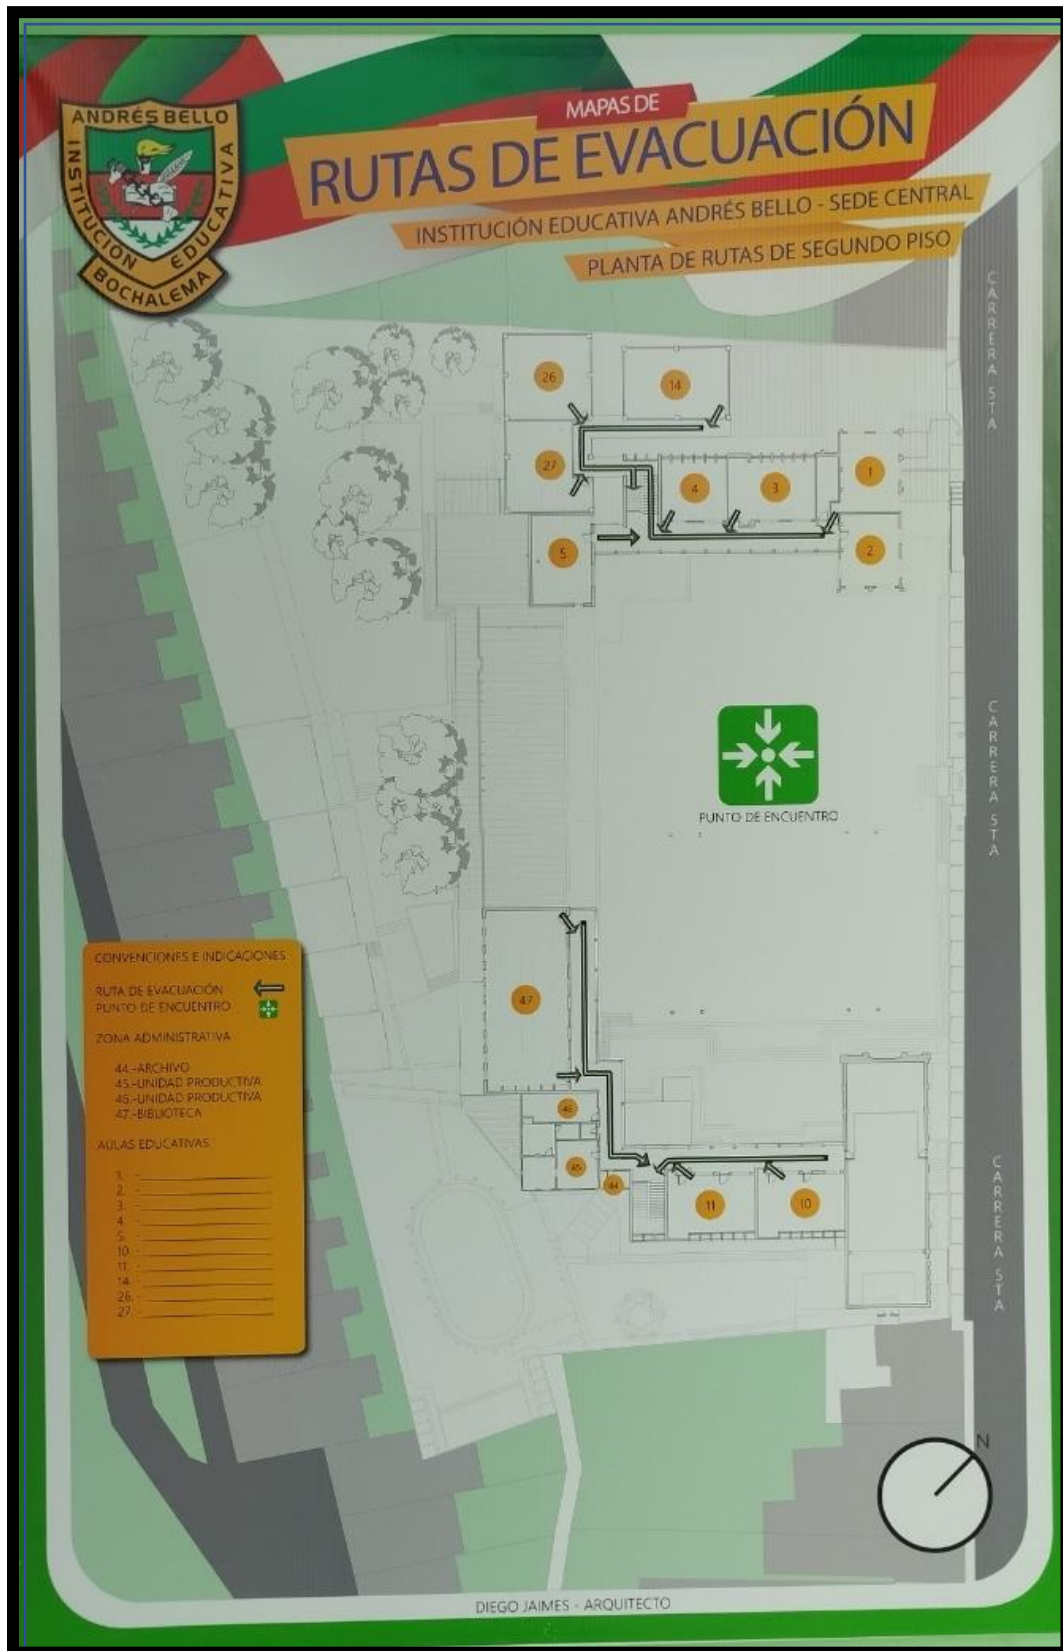 ANDRÉS BELLO
INSTITUCIÓN EDUCATIVA
BOCHALEMA
MAPAS DE
RUTAS DE EVACUACIÓN
INSTITUCIÓN EDUCATIVA ANDRÉS BELLO - SEDE CENTRAL
PLANTA DE RUTAS DE SEGUNDO PISO
CARRERA 5TA
26
14
27
4
3
1
5
2
CARRERA 5TA
PUNTO DE ENCUENTRO
47
46
45
44
11
10
CARRERA 5TA
CONVENCIONES E INDICACIONES
RUTA DE EVACUACIÓN
PUNTO DE ENCUENTRO
ZONA ADMINISTRATIVA
44.-ARCHIVO
45.-UNIDAD PRODUCTIVA
46.-UNIDAD PRODUCTIVA
47.-BIBLIOTECA
AULAS EDUCATIVAS
1.-
2.-
3.-
4.-
5.-
10.-
11.-
14.-
26.-
27.-
N
DIEGO JAIMES - ARQUITECTO